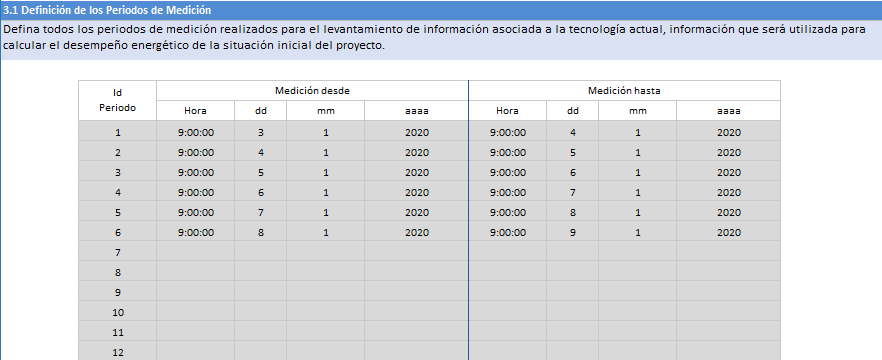 3.1 Definición de los Periodos de Medición
Defina todos los periodos de medición realizados para el levantamiento de información asociada a la tecnología actual, información que será utilizada para
calcular el desempeño energético de la situación inicial del proyecto.
Id Periodo Medición desde Medición hasta
Hora dd mm aaaa Hora dd mm aaaa
1 9:00:00 3 1 2020 9:00:00 4 1 2020
2 9:00:00 4 1 2020 9:00:00 5 1 2020
3 9:00:00 5 1 2020 9:00:00 6 1 2020
4 9:00:00 6 1 2020 9:00:00 7 1 2020
5 9:00:00 7 1 2020 9:00:00 8 1 2020
6 9:00:00 8 1 2020 9:00:00 9 1 2020
7
8
9
10
11
12